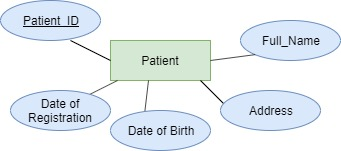 Patient_ID
Full_Name
Patient
Date of
Registration
Date of Birth
Address